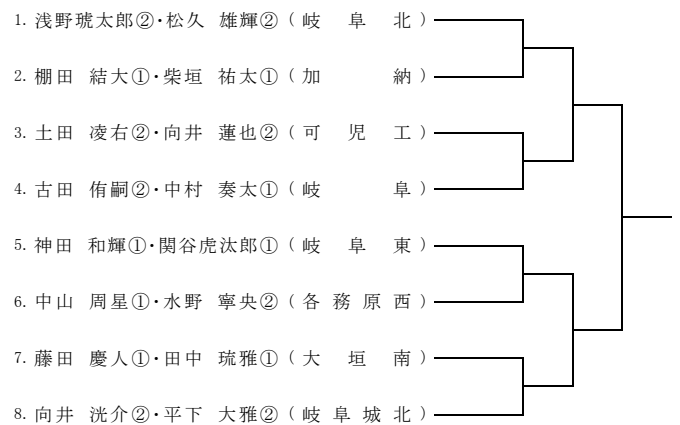 1. 浅野琥太郎②・松久 雄輝②（岐阜北）
2. 棚田 結大①・柴垣 祐太①（加納）
3. 土田 凌右②・向井 蓮也②（可児工）
4. 古田 侑嗣②・中村 奏太①（岐阜）
5. 神田 和輝①・関谷虎汰郎①（岐阜東）
6. 中山 周星①・水野 寧央②（各務原西）
7. 藤田 慶人①・田中 琉雅①（大垣南）
8. 向井 洸介②・平下 大雅②（岐阜城北）